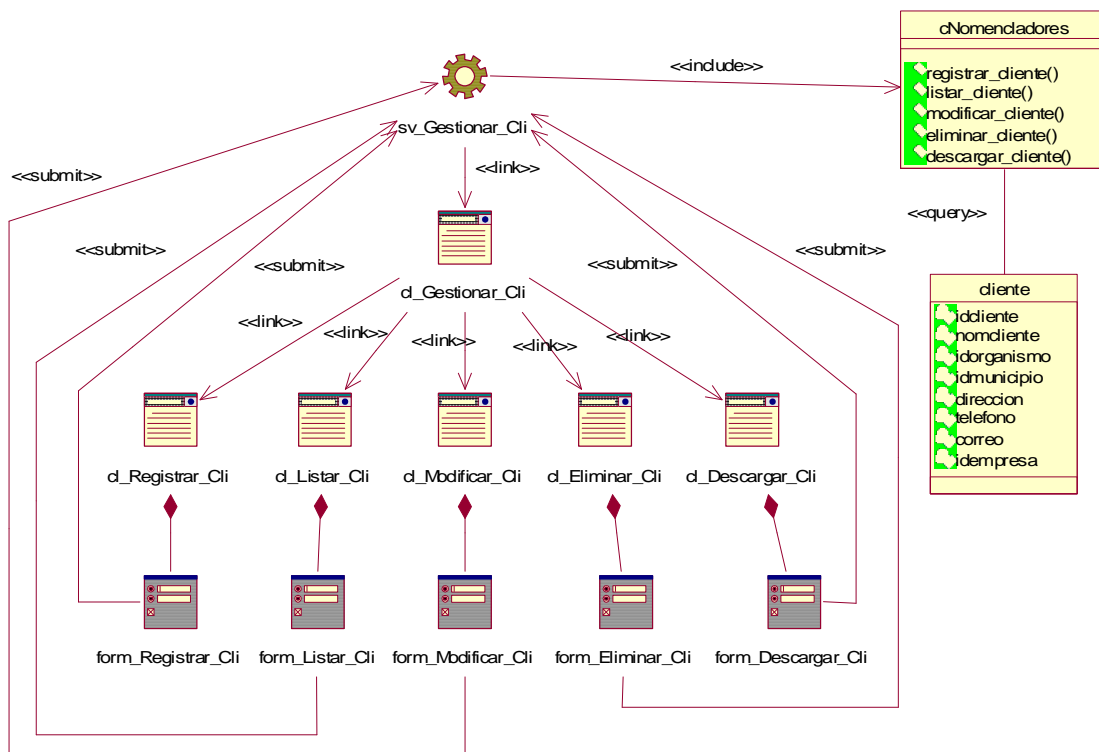 cNomencladores
<<include>>
registrar_cliente()
listar_cliente()
modificar_cliente()
eliminar_cliente()
descargar_cliente()
sv_Gestionar_Cli
<<link>>
<<submit>>
<<query>>
<<submit>>
<<submit>>
<<submit>>
<<submit>>
cliente
idcliente
nomcliente
idorganismo
idmunicipio
direccion
telefono
correo
idempresa
cl_Gestionar_Cli
<<link>>
<<link>>
<<link>>
<<link>>
<<link>>
cl_Registrar_Cli
cl_Listar_Cli
cl_Modificar_Cli
cl_Eliminar_Cli
cl_Descargar_Cli
form_Registrar_Cli
form_Listar_Cli
form_Modificar_Cli
form_Eliminar_Cli
form_Descargar_Cli